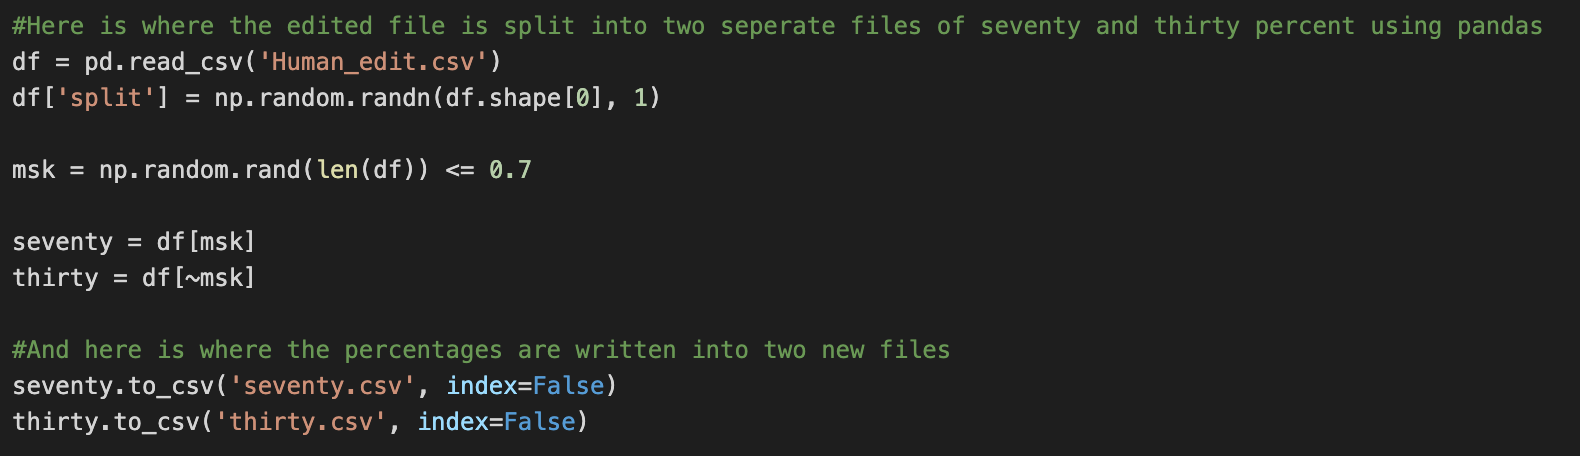 #Here is where the edited file is split into two seperate files of seventy and thirty percent using pandas
df = pd.read_csv('Human_edit.csv')
df['split'] = np.random.randn(df.shape[0], 1)
msk = np.random.rand(len(df)) <= 0.7
seventy = df[msk]
thirty = df[~msk]
#And here is where the percentages are written into two new files
seventy.to_csv('seventy.csv', index=False)
thirty.to_csv('thirty.csv', index=False)